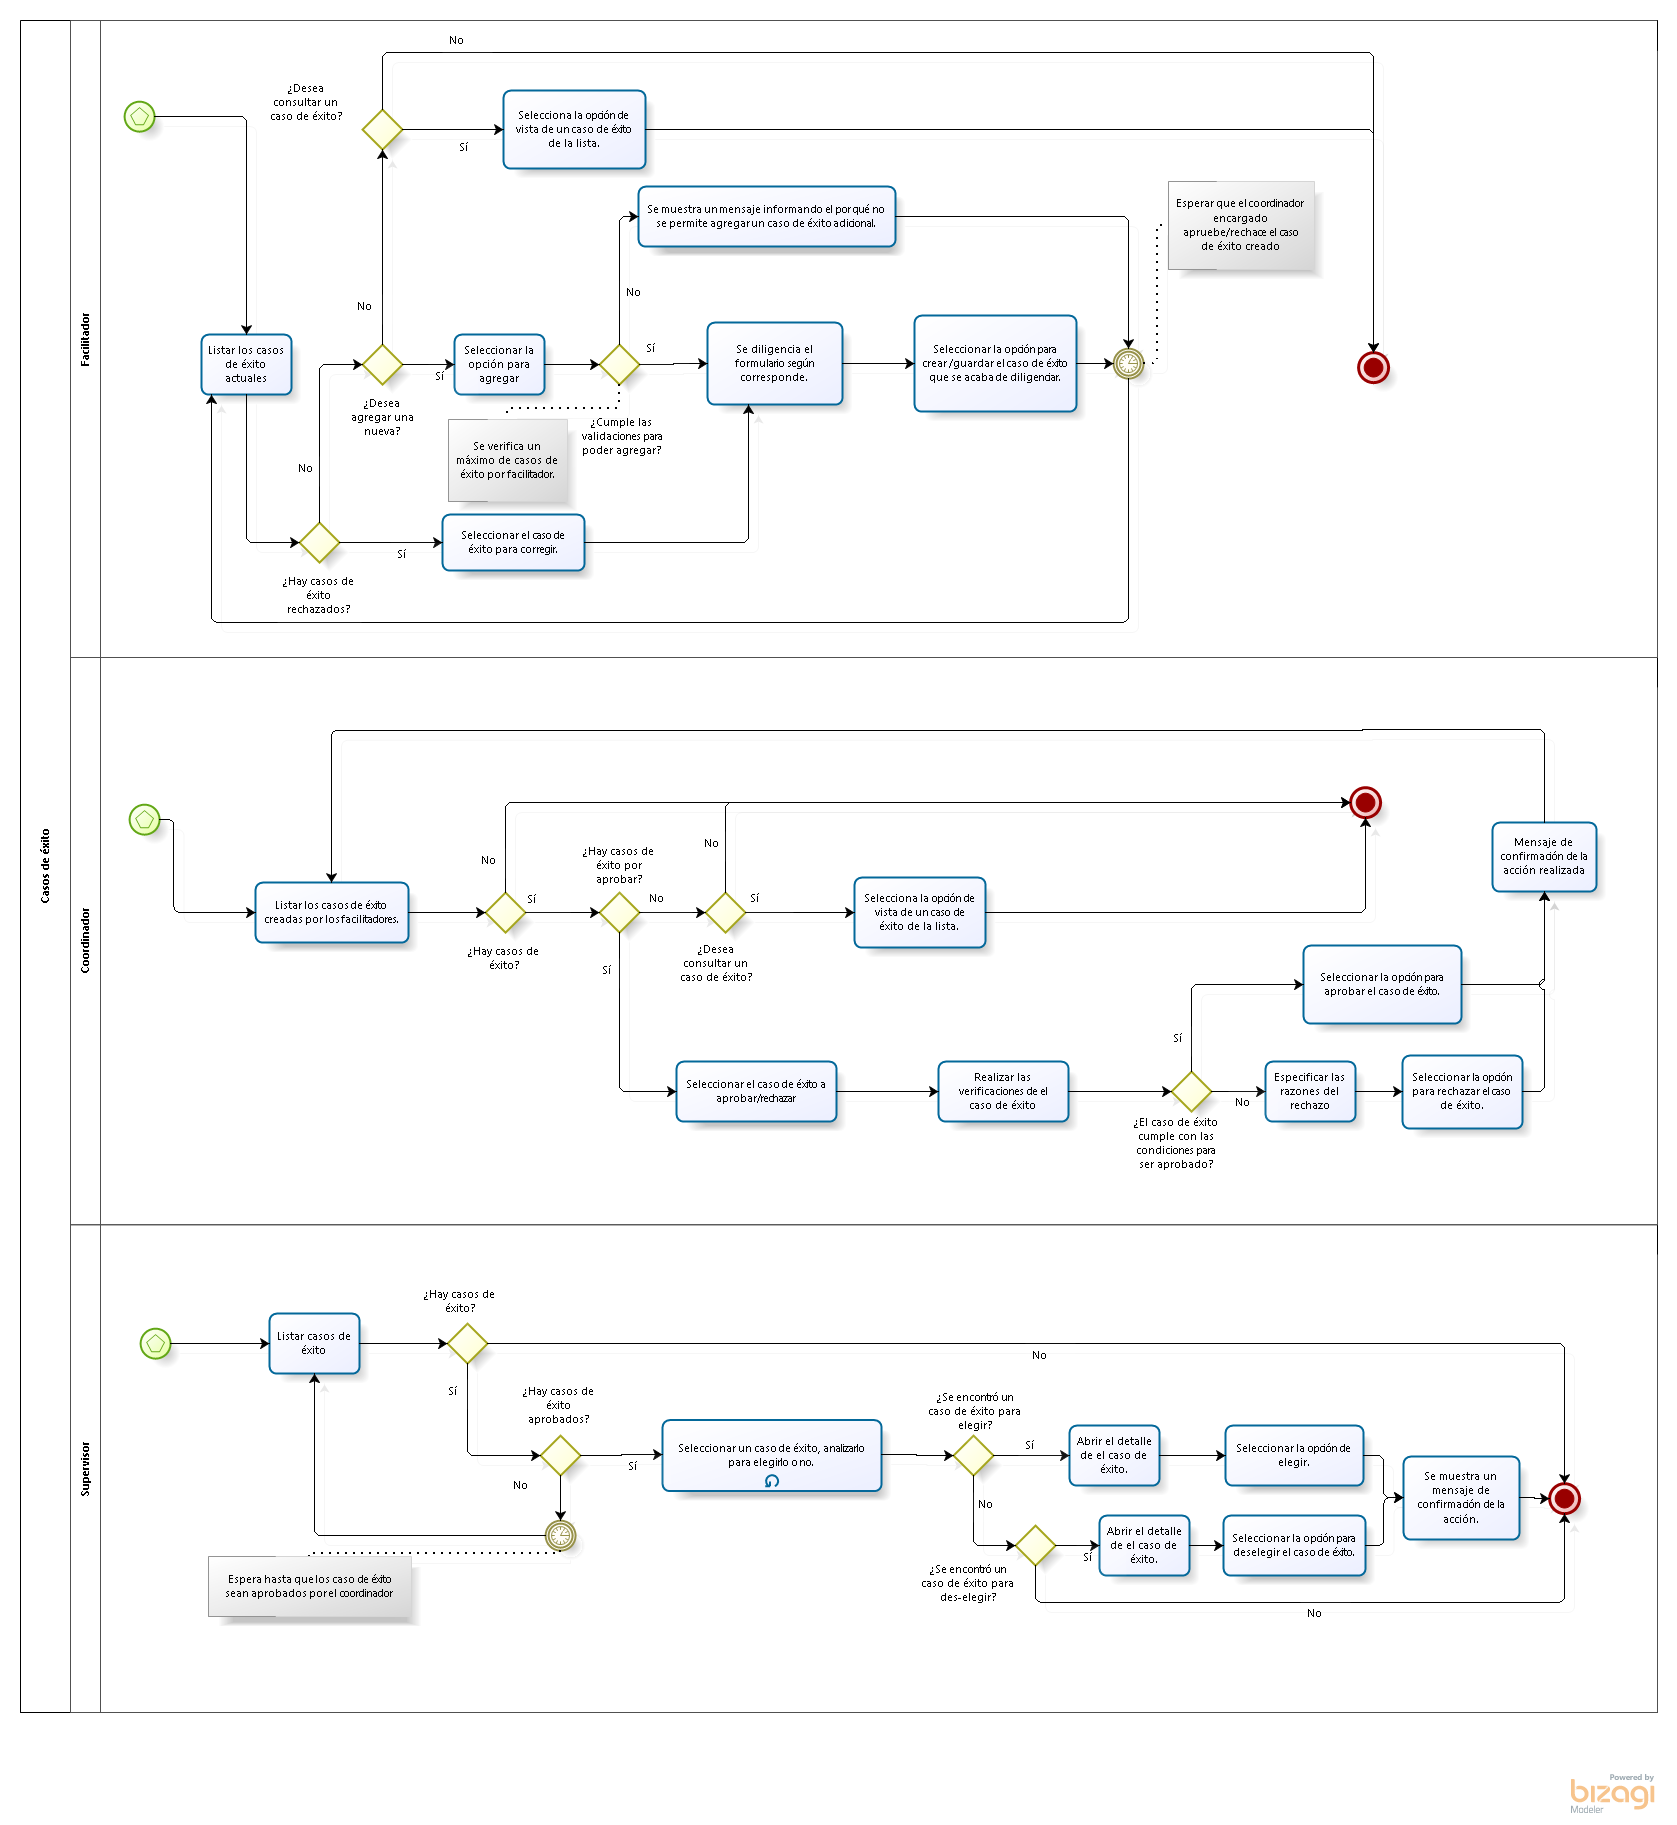 Casos de éxito
Facilitador
No
¿Desea
consultar un
caso de éxito?
Sí
Selecciona la opción de
vista de un caso de éxito
de la lista.
Se muestra un mensaje informando el por qué no
se permite agregar un caso de éxito adicional.
Esperar que el coordinador
encargado
apruebe/rechace el caso
de éxito creado
No
No
Listar los casos
de éxito
actuales
Sí
Seleccionar la
opción para
agregar
Sí
Se diligencia el
formulario según
corresponde.
Seleccionar la opción para
crear/guardar el caso de éxito
que se acaba de diligenciar.
¿Desea
agregar una
nueva?
¿Cumple las
validaciones para
poder agregar?
Se verifica un
máximo de casos de
éxito por facilitador.
No
Sí
Seleccionar el caso de
éxito para corregir.
¿Hay casos de
éxito
rechazados?
Coordinador
Listar los casos de éxito
creadas por los facilitadores.
No
Sí
¿Hay casos de
éxito?
¿Hay casos de
éxito por
aprobar?
No
Sí
No
Sí
¿Desea
consultar un
caso de éxito?
Selecciona la opción de
vista de un caso de
éxito de la lista.
Mensaje de
confirmación de la
acción realizada
Seleccionar la opción para
aprobar el caso de éxito.
Sí
Seleccionar el caso de éxito a
aprobar/rechazar
Realizar las
verificaciones de el
caso de éxito
No
¿El caso de éxito
cumple con las
condiciones para
ser aprobado?
Especificar las
razones del
rechazo
Seleccionar la opción
para rechazar el caso
de éxito.
Supervisor
¿Hay casos de
éxito?
Listar casos de
éxito
No
Sí
¿Hay casos de
éxito
aprobados?
Sí
No
Seleccionar un caso de éxito, analizarlo
para elegirlo o no.
¿Se encontró un
caso de éxito para
elegir?
Sí
Abrir el detalle
de el caso de
éxito.
Seleccionar la opción de
elegir.
Se muestra un
mensaje de
confirmación de la
acción.
No
Sí
Abrir el detalle
de el caso de
éxito.
Seleccionar la opción para
deselegir el caso de éxito.
¿Se encontró un
caso de éxito para
des-elegir?
No
Espera hasta que los caso de éxito
sean aprobados por el coordinador
Powered by
bizagi
Modeler